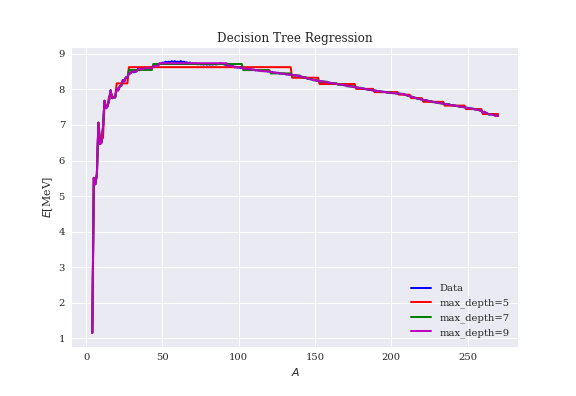 Decision Tree Regression
E[MeV]
9
8
7
6
5
4
3
2
1
0
50
100
150
200
250
A
Data
max_depth=5
max_depth=7
max_depth=9